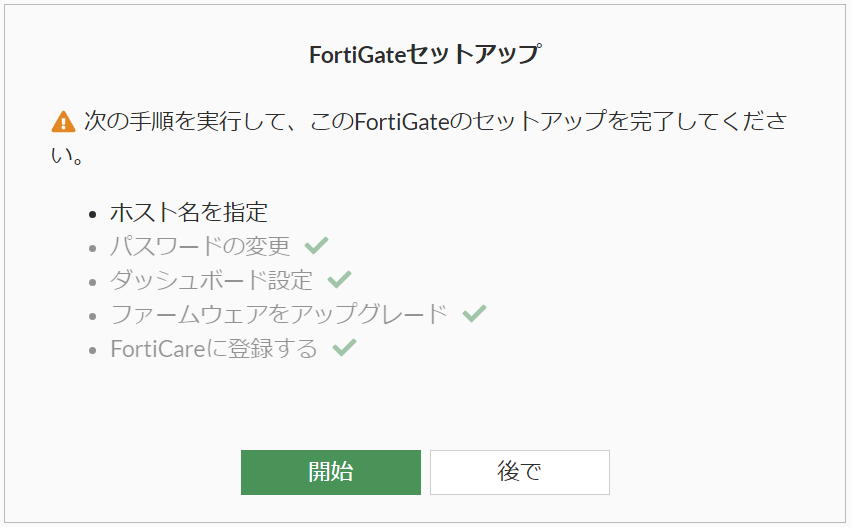 FortiGateセットアップ
次の手順を実行して、このFortiGateのセットアップを完了してくださ
い。
ホスト名を指定
パスワードの変更
ダッシュボード設定
ファームウェアをアップグレード
FortiCareに登録する
開始
後で